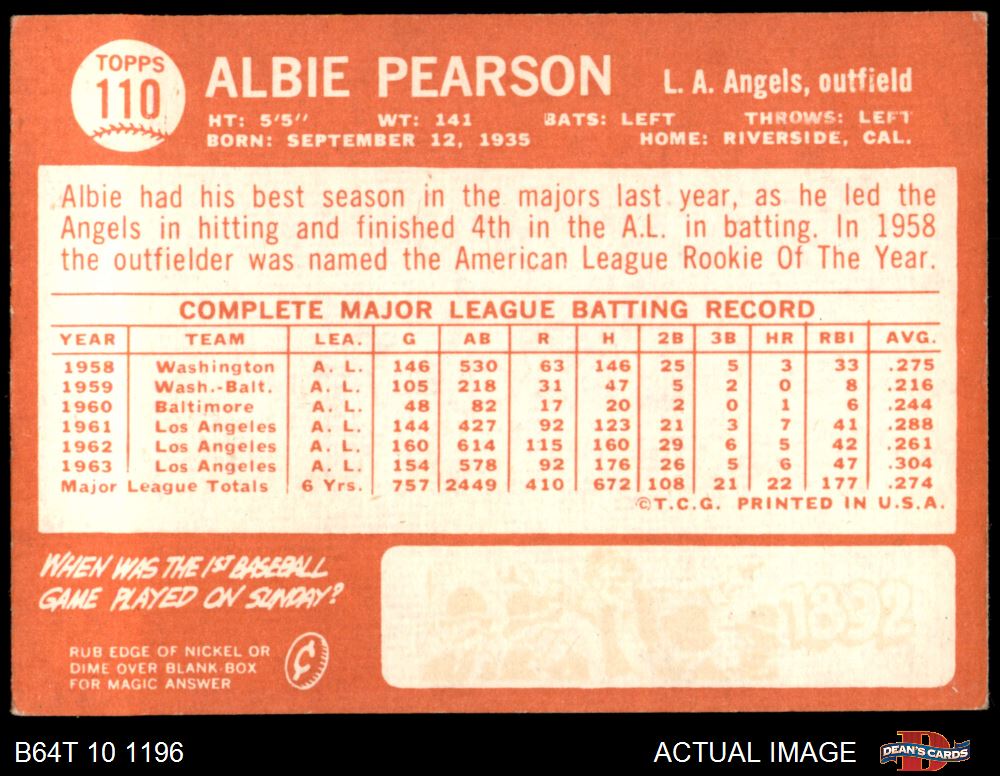 TOPPS
110
ALBIE PEARSON
L. A. Angels, outfield
HT: 5'5" WT: 141 BATS: LEFT THROWS: LEFT
BORN: SEPTEMBER 12, 1935 HOME: RIVERSIDE, CAL.
Albie had his best season in the majors last year, as he led the
Angels in hitting and finished 4th in the A.L. in batting. In 1958
the outfielder was named the American League Rookie Of The Year.
COMPLETE MAJOR LEAGUE BATTING RECORD
YEAR TEAM LEA. G AB R H 2B 3B HR RBI AVG.
1958 Washington A. L. 146 530 63 146 25 5 3 33 .275
1959 Wash.-Balt. A. L. 105 218 31 47 5 2 0 8 .216
1960 Baltimore A. L. 48 82 17 20 2 0 1 6 .244
1961 Los Angeles A. L. 144 427 92 123 21 3 7 41 .288
1962 Los Angeles A. L. 160 614 115 160 29 6 5 42 .261
1963 Los Angeles A. L. 154 578 92 176 26 5 6 47 .304
Major League Totals 6 Yrs. 757 2449 410 672 108 21 22 177 .274
©T.C.G. PRINTED IN U.S.A.
WHEN WAS THE 1ST BASEBALL
GAME PLAYED ON SUNDAY?
1892
RUB EDGE OF NICKEL OR
DIME OVER BLANK BOX
FOR MAGIC ANSWER
¢
B64T 10 1196
ACTUAL IMAGE
D
DEAN'S CARDS